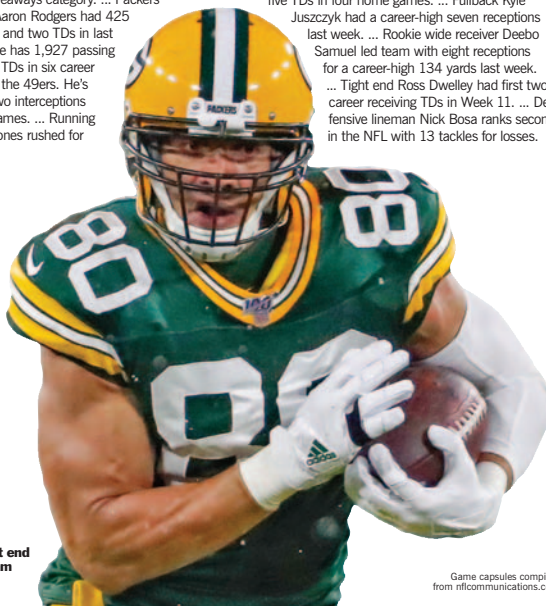 eaways category. ... Packers
Aaron Rodgers had 425
and two TDs in last
e has 1,927 passing
TDs in six career
the 49ers. He's
wo interceptions
ames. ... Running
ones rushed for
five TDs in four home games. ... Fullback Kyle
Juszczyk had a career-high seven receptions
last week. ... Rookie wide receiver Deebo
Samuel led team with eight receptions
for a career-high 134 yards last week.
... Tight end Ross Dwelley had first two
career receiving TDs in Week 11. ... De
fensive lineman Nick Bosa ranks secon
in the NFL with 13 tackles for losses.
PACKERS
80
80
100
80
adidas
t end
m
Game capsules compi
from nflcommunications.c